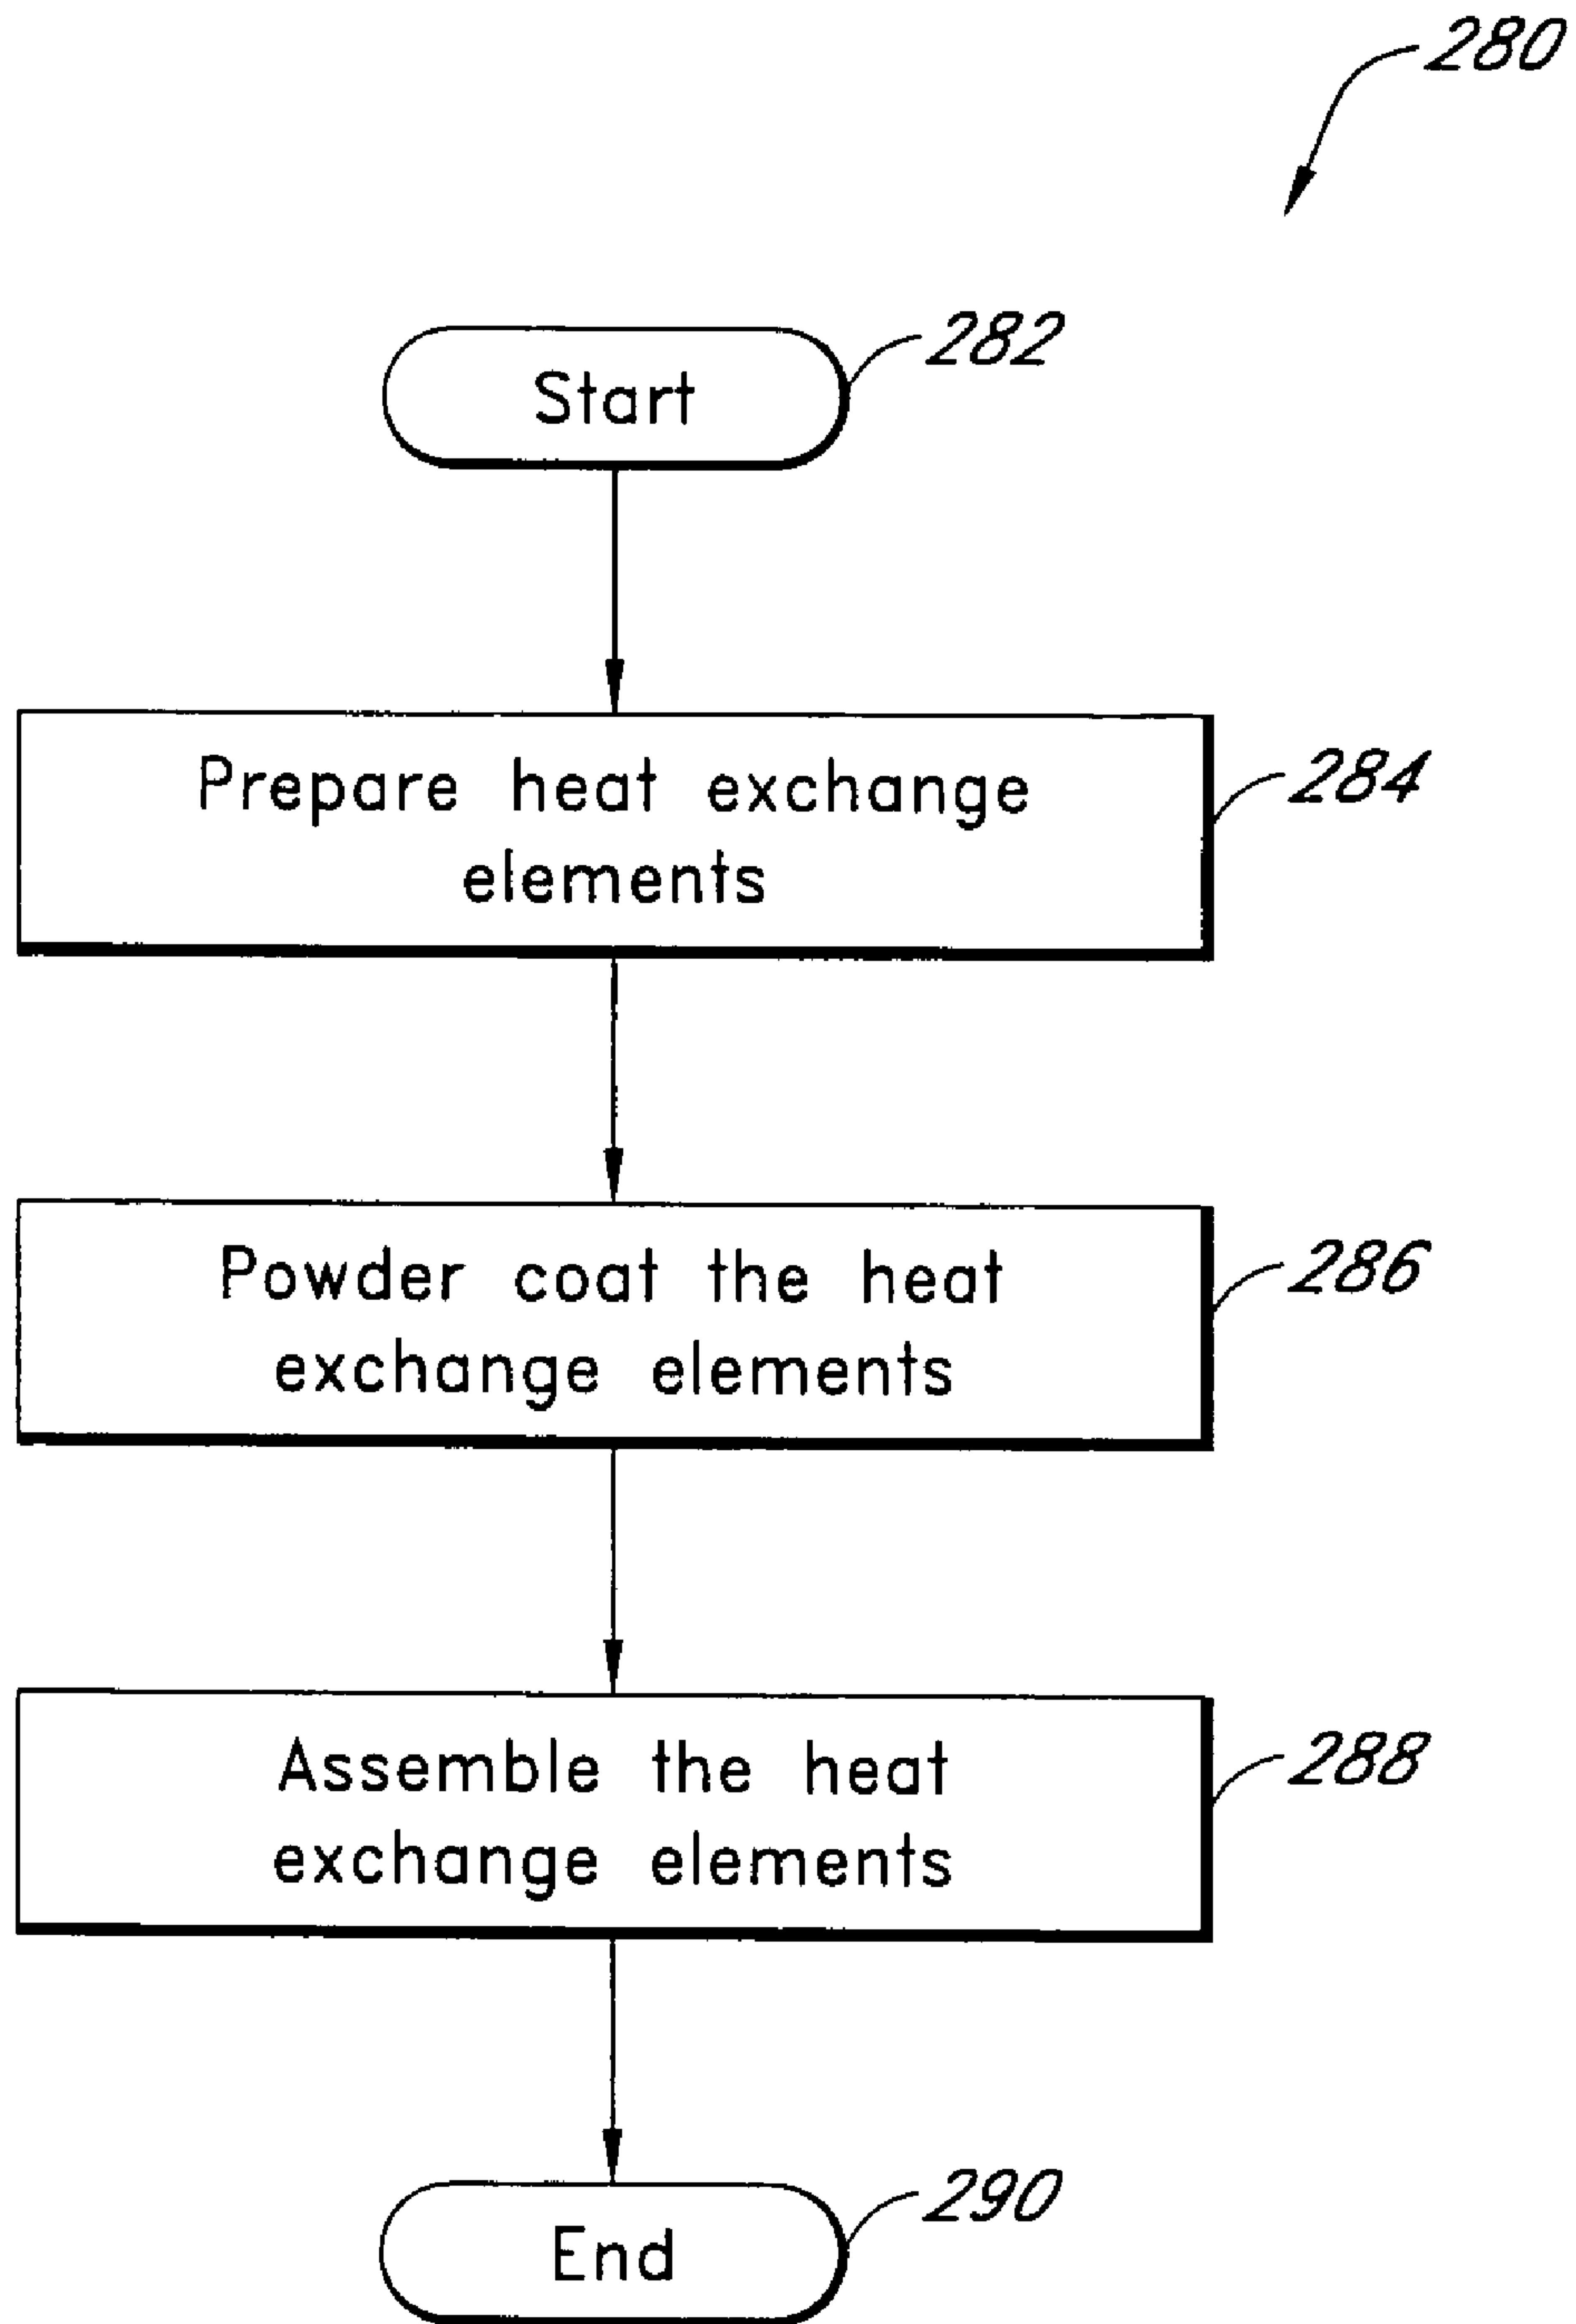 280
Start
282
Prepare heat exchange
elements
284
Powder coat the heat
exchange elements
286
Assemble the heat
exchange elements
288
End
290